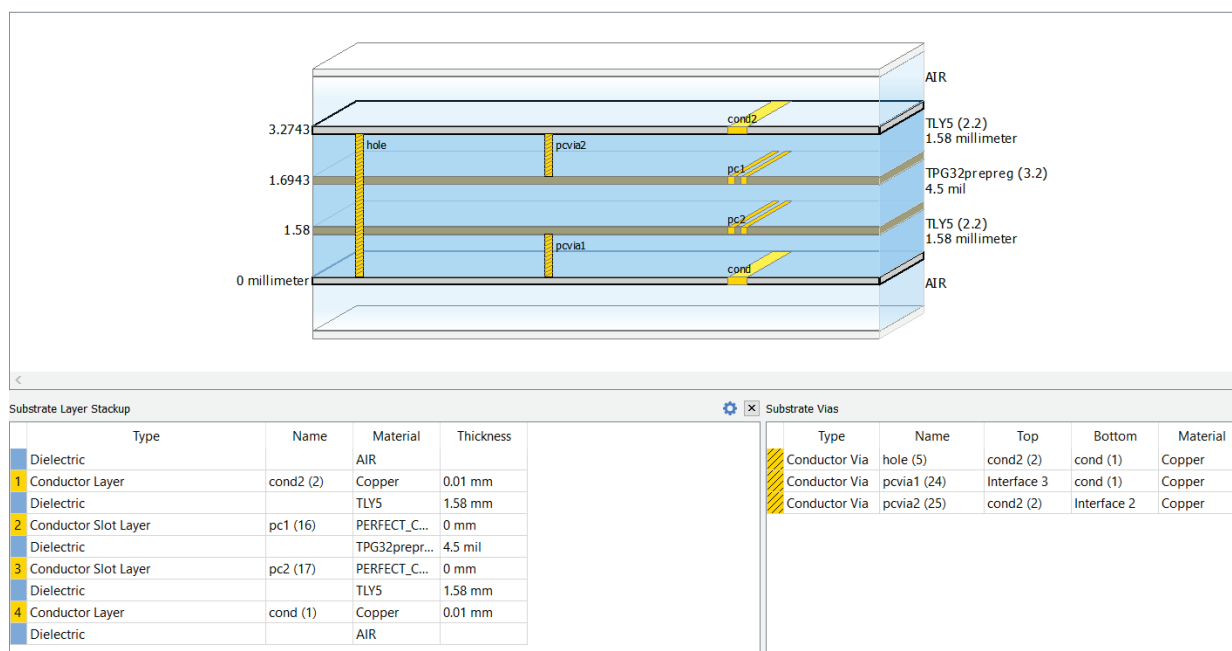 AIR
cond2
3.2743
TLY5 (2.2)
1.58 millimeter
hole
pcvia2
pc1
TPG32prepreg (3.2)
1.6943
4.5 mil
pc2
TLY5 (2.2)
1.58
1.58 millimeter
pcvia1
cond
0 millimeter
AIR
Substrate Layer Stackup
Type Name Material Thickness
Dielectric AIR
1 Conductor Layer cond2 (2) Copper 0.01 mm
Dielectric TLY5 1.58 mm
2 Conductor Slot Layer pc1 (16) PERFECT_C... 0 mm
Dielectric TPG32prepr... 4.5 mil
3 Conductor Slot Layer pc2 (17) PERFECT_C... 0 mm
Dielectric TLY5 1.58 mm
4 Conductor Layer cond (1) Copper 0.01 mm
Dielectric AIR
Substrate Vias
Type Name Top Bottom Material
Conductor Via hole (5) cond2 (2) cond (1) Copper
Conductor Via pcvia1 (24) Interface 3 cond (1) Copper
Conductor Via pcvia2 (25) cond2 (2) Interface 2 Copper